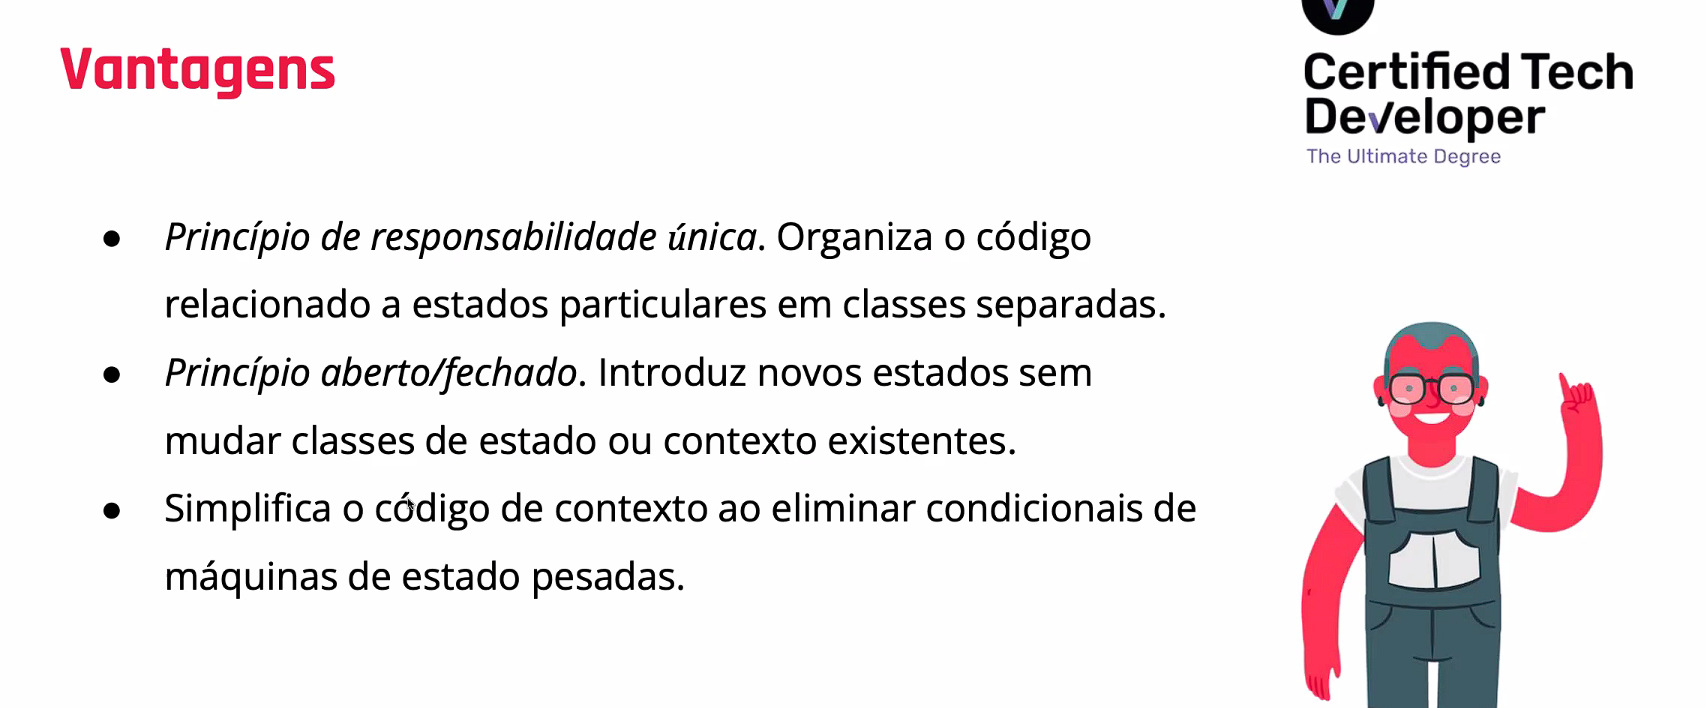 Vantagens
Certified Tech
Developer
The Ultimate Degree
● Princípio de responsabilidade única. Organiza o código
relacionado a estados particulares em classes separadas.
● Princípio aberto/fechado. Introduz novos estados sem
mudar classes de estado ou contexto existentes.
● Simplifica o código de contexto ao eliminar condicionais de
máquinas de estado pesadas.